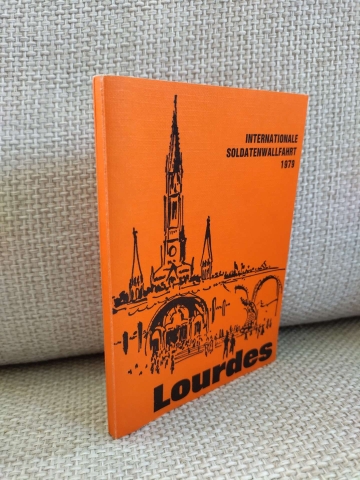 INTERNATIONALE
SOLDATENWALLFAHRT
1979
Lourdes